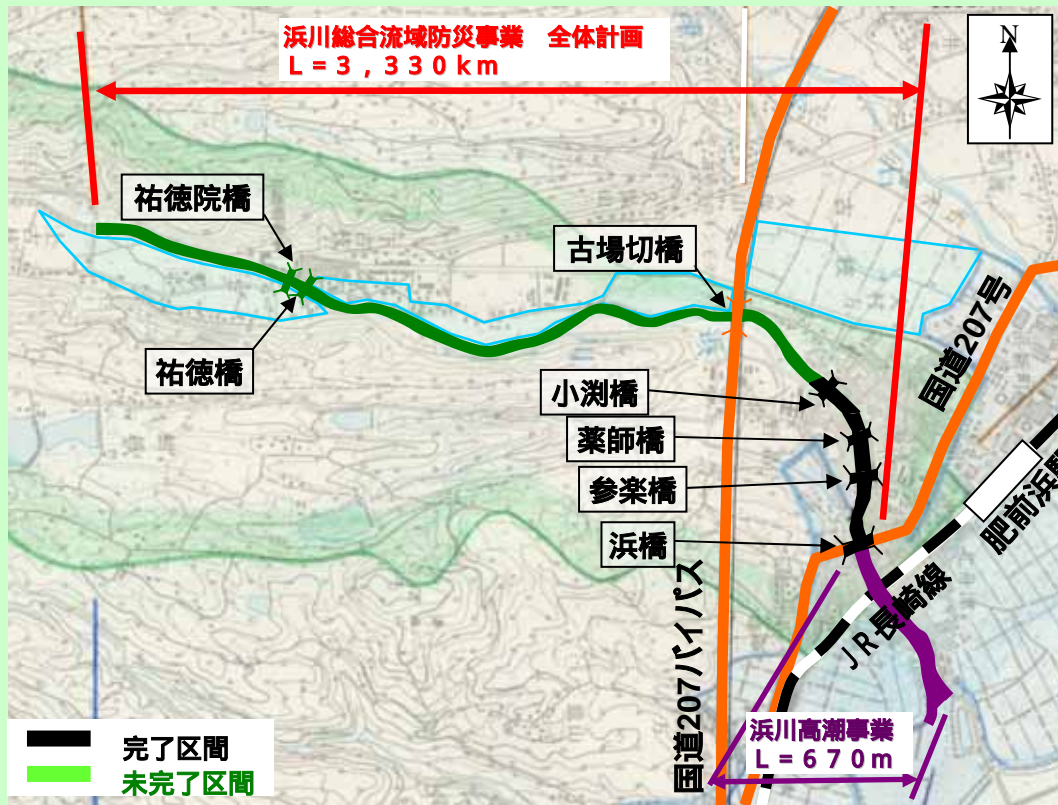 浜川総合流域防災事業　全体計画
Ｌ＝３，３３０ｋｍ
N
祐徳院橋
古場切橋
祐徳橋
国道207号
小渕橋
薬師橋
参楽橋
浜橋
肥前浜
国道207バイパス
ＪＲ長崎線
浜川高潮事業
Ｌ＝６７０ｍ
完了区間
未完了区間